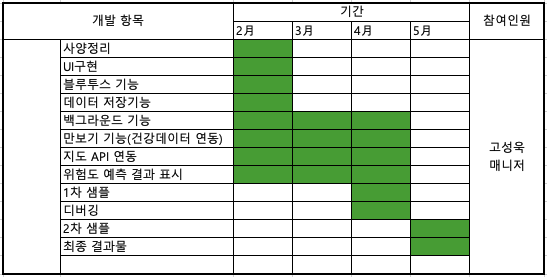 개발 항목
기간
참여인원
2月
3月
4月
5月
사양정리
UI구현
블루투스 기능
데이터 저장기능
백그라운드 기능
만보기 기능(건강데이터 연동)
지도 API 연동
위험도 예측 결과 표시
1차 샘플
디버깅
2차 샘플
최종 결과물
고성욱
매니저